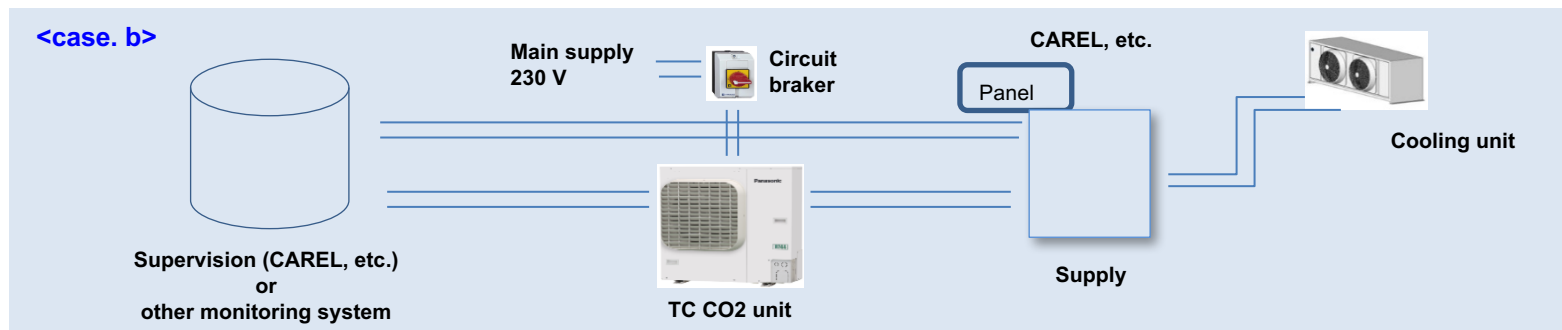 <case. b>
Main supply
230 V
Circuit
braker
CAREL, etc.
Panel
Cooling unit
Panasonic
Supervision (CAREL, etc.)
or
other monitoring system
TC CO2 unit
Supply